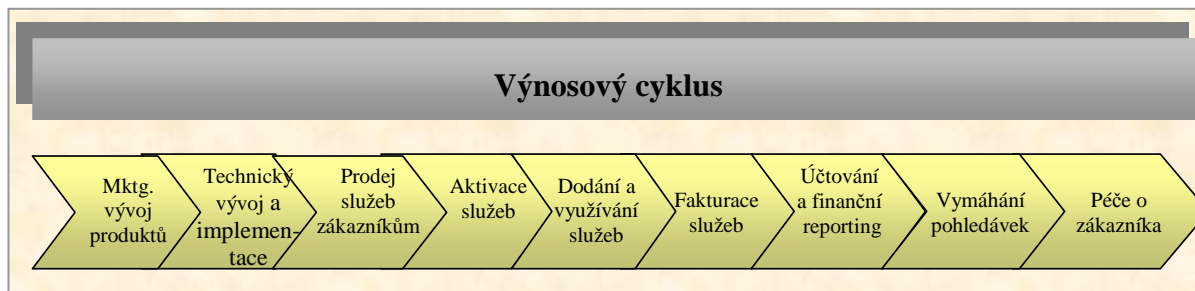 Výnosový cyklus
Mktg.
vývoj
produktů
Technický
vývoj a
implemen-
tace
Prodej
služeb
zákazníkům
Aktivace
služeb
Dodání a
využívání
služeb
Fakturace
služeb
Účtování
a finanční
reporting
Vymáhání
pohledávek
Péče o
zákazníka